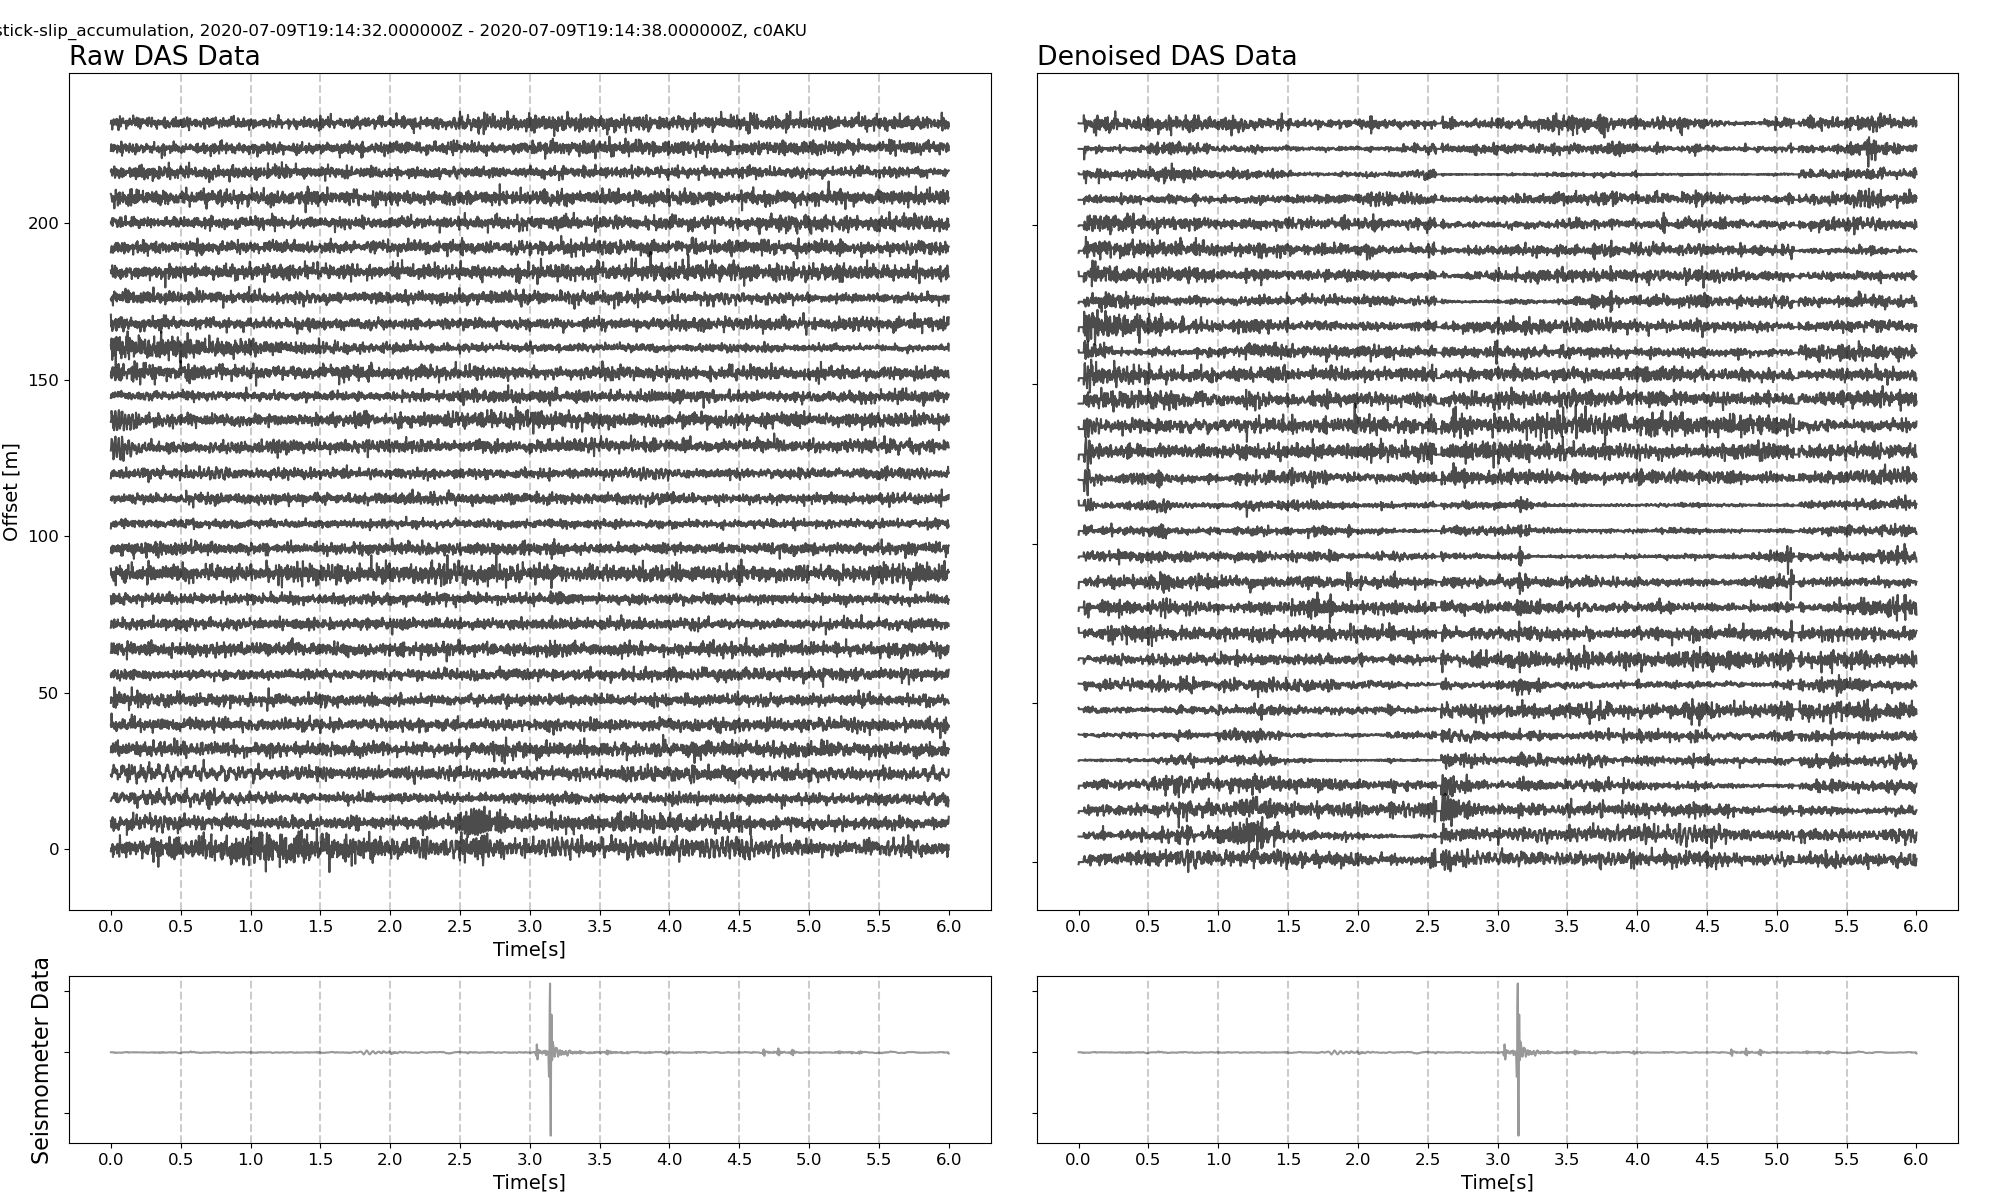 stick-slip_accumulation, 2020-07-09T19:14:32.000000Z - 2020-07-09T19:14:38.000000Z, c0AKU
Raw DAS Data
Denoised DAS Data
Offset [m]
200
150
100
50
0
0.0 0.5 1.0 1.5 2.0 2.5 3.0 3.5 4.0 4.5 5.0 5.5 6.0
Time[s]
0.0 0.5 1.0 1.5 2.0 2.5 3.0 3.5 4.0 4.5 5.0 5.5 6.0
Seismometer Data
0.0 0.5 1.0 1.5 2.0 2.5 3.0 3.5 4.0 4.5 5.0 5.5 6.0
Time[s]
0.0 0.5 1.0 1.5 2.0 2.5 3.0 3.5 4.0 4.5 5.0 5.5 6.0
Time[s]